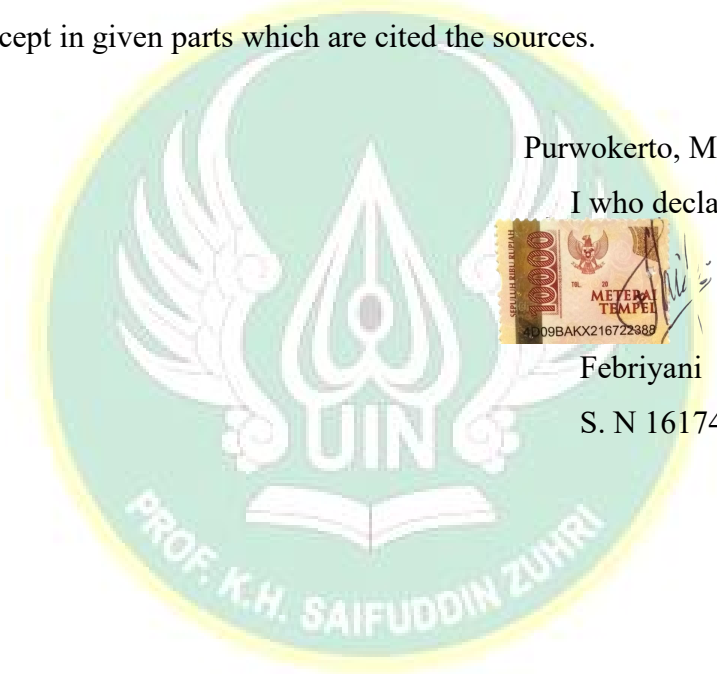 cept in given parts which are cited the sources.
Purwokerto, M
I who decla
SEPULUH RIBU RUPIAH
10000
TGL. 20
METERAI
TEMPEL
4D09BAKX216722388
Febriyani
S. N 16174
UIN
PROF. K.H. SAIFUDDIN ZUHRI